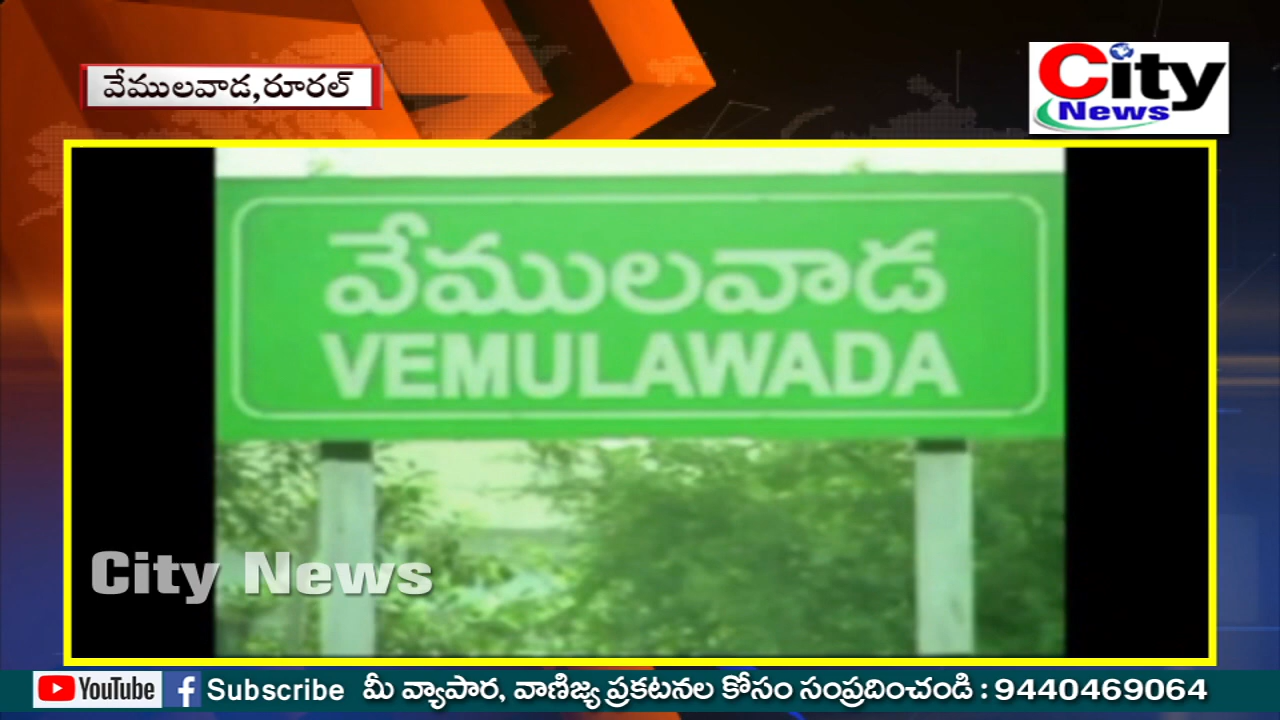 వేములవాడ,రూరల్
City
News
వేములవాడ
VEMULAWADA
City News
YouTube f Subscribe మీ వ్యాపార, వాణిజ్య ప్రకటనల కోసం సంప్రదించండి : 9440469064